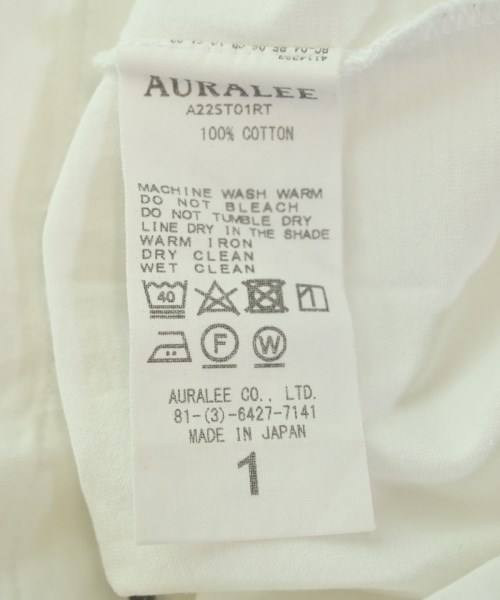 AURALEE
A22ST01RT
100% COTTON
MACHINE WASH WARM
DO NOT BLEACH
DO NOT TUMBLE DRY
LINE DRY IN THE SHADE
WARM IRON
DRY CLEAN
WET CLEAN
40
F W
AURALEE CO., LTD.
81-(3)-6427-7141
MADE IN JAPAN
1